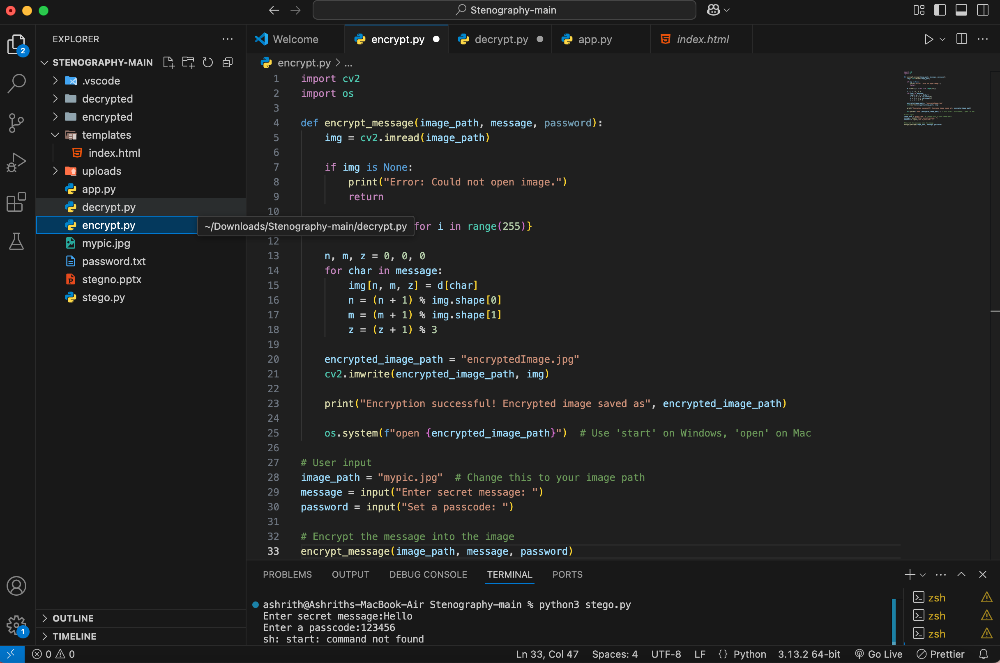 Stenography-main
EXPLORER
Welcome
encrypt.py
decrypt.py
app.py
index.html
2
STENOGRAPHY-MAIN
.vscode
decrypted
encrypted
templates
index.html
uploads
app.py
decrypt.py
encrypt.py
mypic.jpg
password.txt
stegno.pptx
stego.py
~/Downloads/Stenography-main/decrypt.py
encrypt.py > ...
1 import cv2
2 import os
3
4 def encrypt_message(image_path, message, password):
5 img = cv2.imread(image_path)
6
7 if img is None:
8 print("Error: Could not open image.")
9 return
10
for i in range(255)}
12
13 n, m, z = 0, 0, 0
14 for char in message:
15 img[n, m, z] = d[char]
16 n = (n + 1) % img.shape[0]
17 m = (m + 1) % img.shape[1]
18 z = (z + 1) % 3
19
20 encrypted_image_path = "encryptedImage.jpg"
21 cv2.imwrite(encrypted_image_path, img)
22
23 print("Encryption successful! Encrypted image saved as", encrypted_image_path)
24
25 os.system(f"open {encrypted_image_path}") # Use 'start' on Windows, 'open' on Mac
26
27 # User input
28 image_path = "mypic.jpg" # Change this to your image path
29 message = input("Enter secret message: ")
30 password = input("Set a passcode: ")
31
32 # Encrypt the message into the image
33 encrypt_message(image_path, message, password)
PROBLEMS OUTPUT DEBUG CONSOLE TERMINAL PORTS
ashrith@Ashriths-MacBook-Air Stenography-main % python3 stego.py
Enter secret message:Hello
Enter a passcode:123456
sh: start: command not found
zsh
zsh
zsh
OUTLINE
TIMELINE
1
0 0
Ln 33, Col 47 Spaces: 4 UTF-8 LF {} Python 3.13.2 64-bit Go Live Prettier